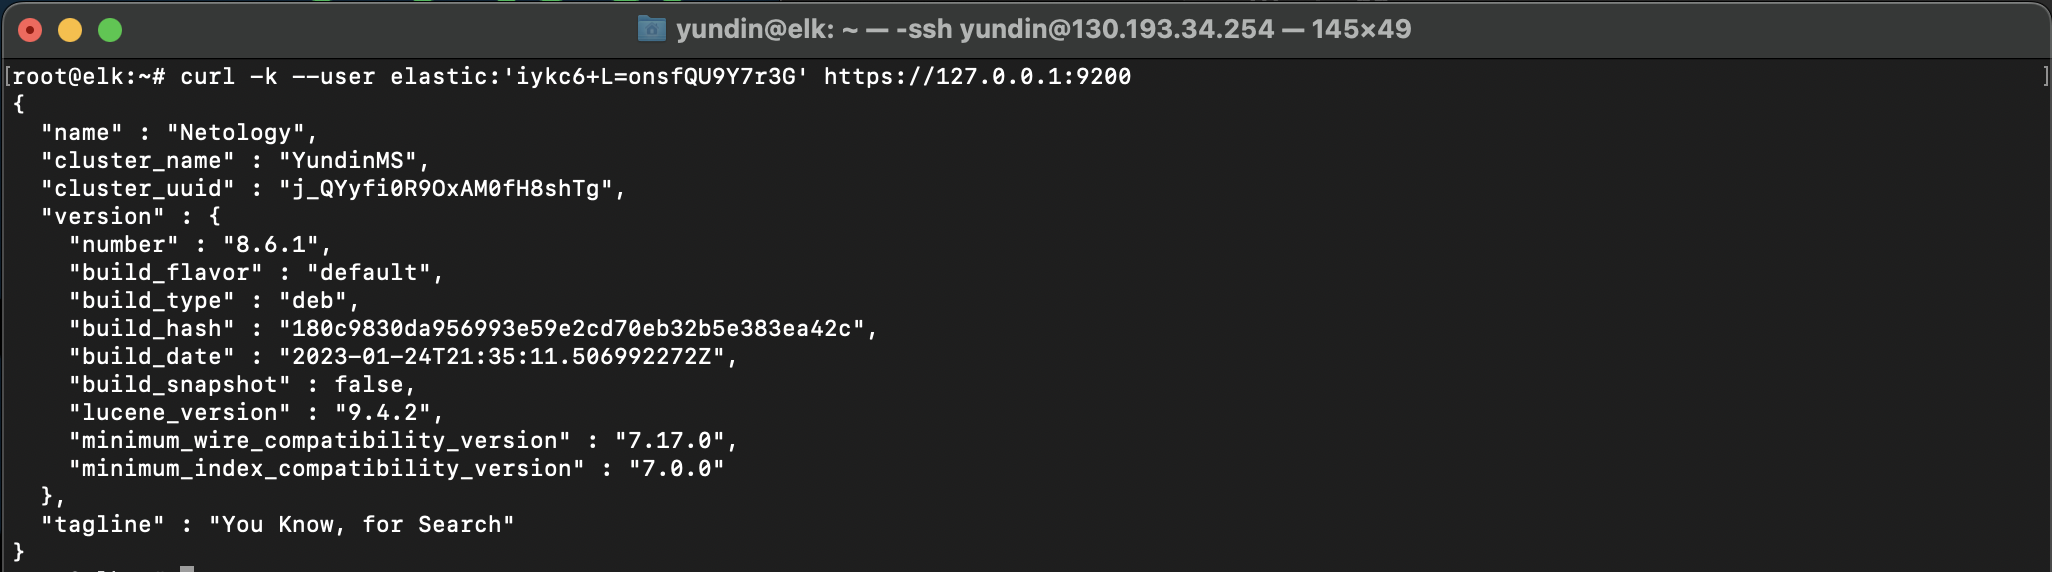 yundin@elk: ~ — -ssh yundin@130.193.34.254 — 145×49
[root@elk:~# curl -k --user elastic:'iykc6+L=onsfQU9Y7r3G' https://127.0.0.1:9200 ]
{
  "name" : "Netology",
  "cluster_name" : "YundinMS",
  "cluster_uuid" : "j_QYyfi0R9OxAM0fH8shTg",
  "version" : {
    "number" : "8.6.1",
    "build_flavor" : "default",
    "build_type" : "deb",
    "build_hash" : "180c9830da956993e59e2cd70eb32b5e383ea42c",
    "build_date" : "2023-01-24T21:35:11.506992272Z",
    "build_snapshot" : false,
    "lucene_version" : "9.4.2",
    "minimum_wire_compatibility_version" : "7.17.0",
    "minimum_index_compatibility_version" : "7.0.0"
  },
  "tagline" : "You Know, for Search"
}